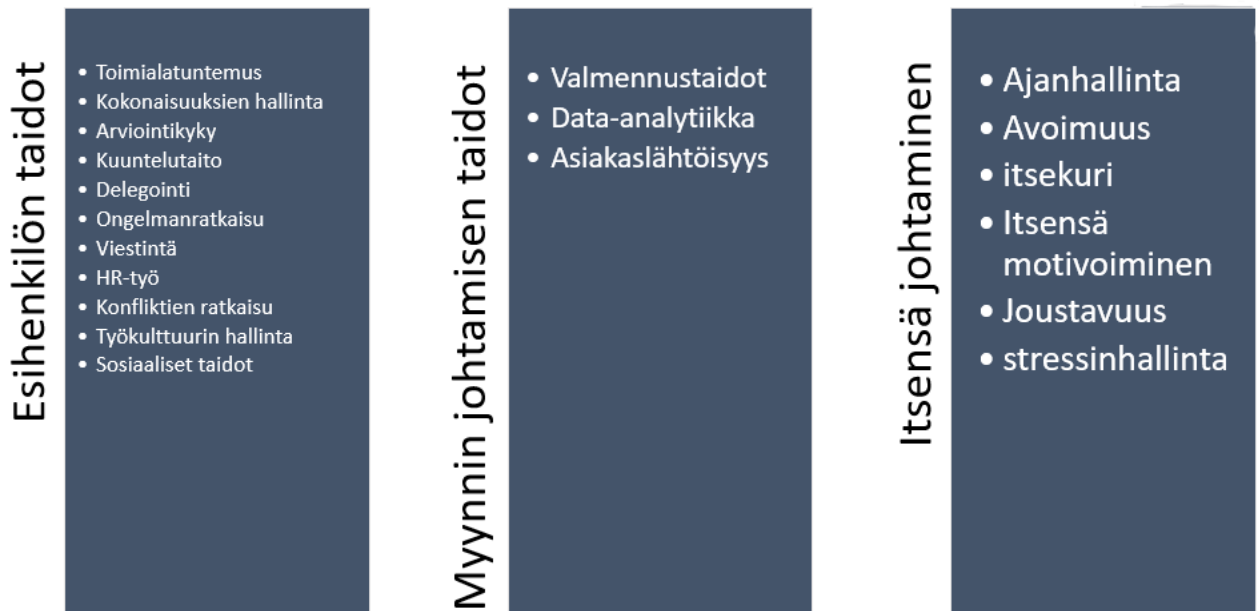 Esihenkilön taidot
• Toimialatuntemus
• Kokonaisuuksien hallinta
• Arviointikyky
• Kuuntelutaito
• Delegointi
• Ongelmanratkaisu
• Viestintä
• HR-työ
• Konfliktien ratkaisu
• Työkulttuurin hallinta
• Sosiaaliset taidot
Myynnin johtamisen taidot
• Valmennustaidot
• Data-analytiikka
• Asiakaslähtöisyys
Itsensä johtaminen
• Ajanhallinta
• Avoimuus
• itsekuri
• Itsensä
motivoiminen
• Joustavuus
• stressinhallinta